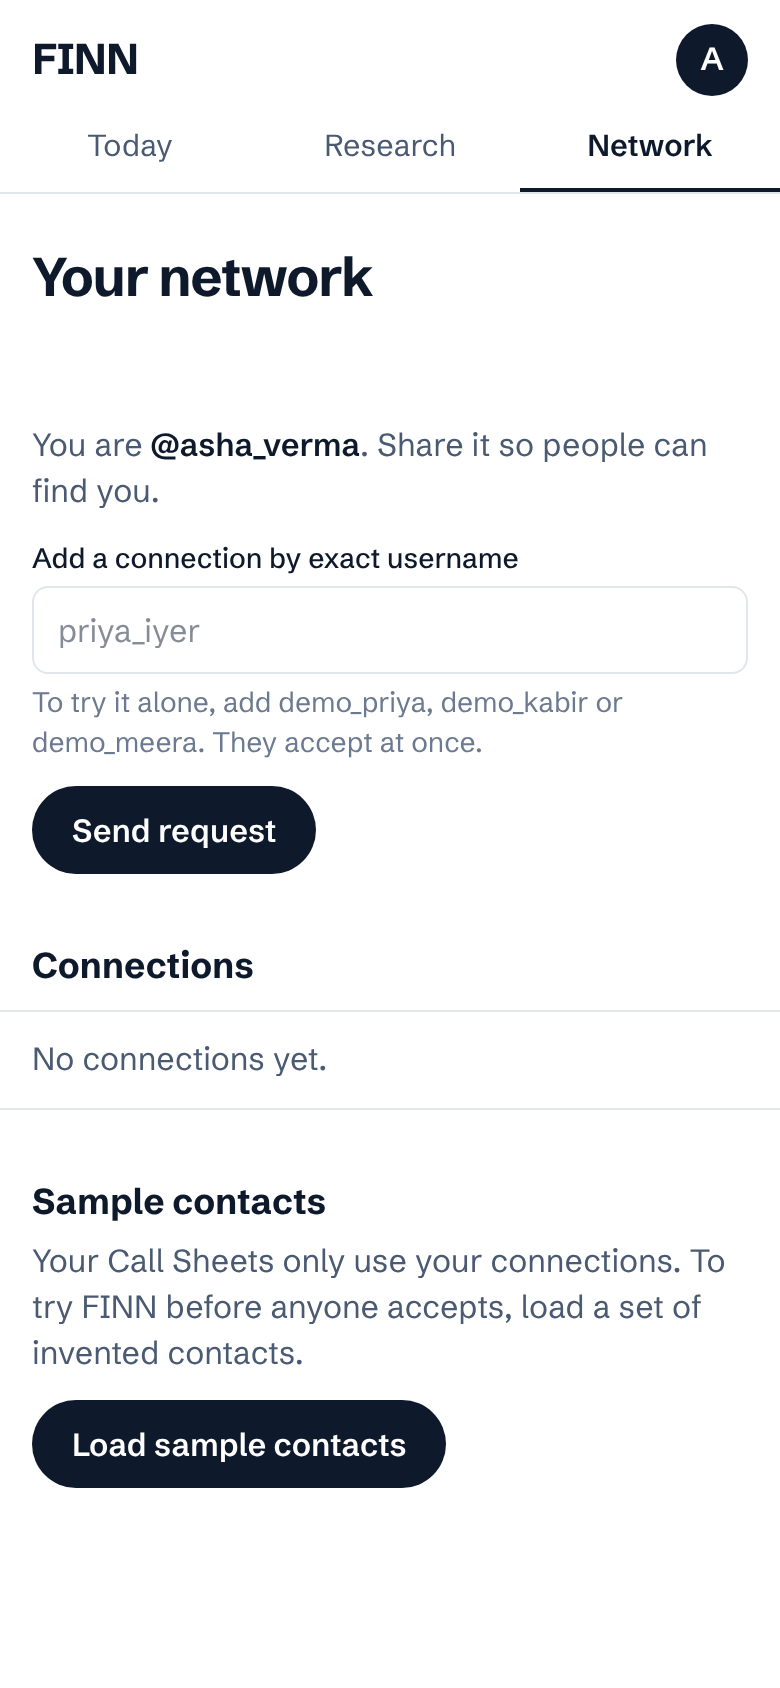 FINN
A
Today
Research
Network
Your network
You are @asha_verma. Share it so people can
find you.
Add a connection by exact username
priya_iyer
To try it alone, add demo_priya, demo_kabir or
demo_meera. They accept at once.
Send request
Connections
No connections yet.
Sample contacts
Your Call Sheets only use your connections. To
try FINN before anyone accepts, load a set of
invented contacts.
Load sample contacts